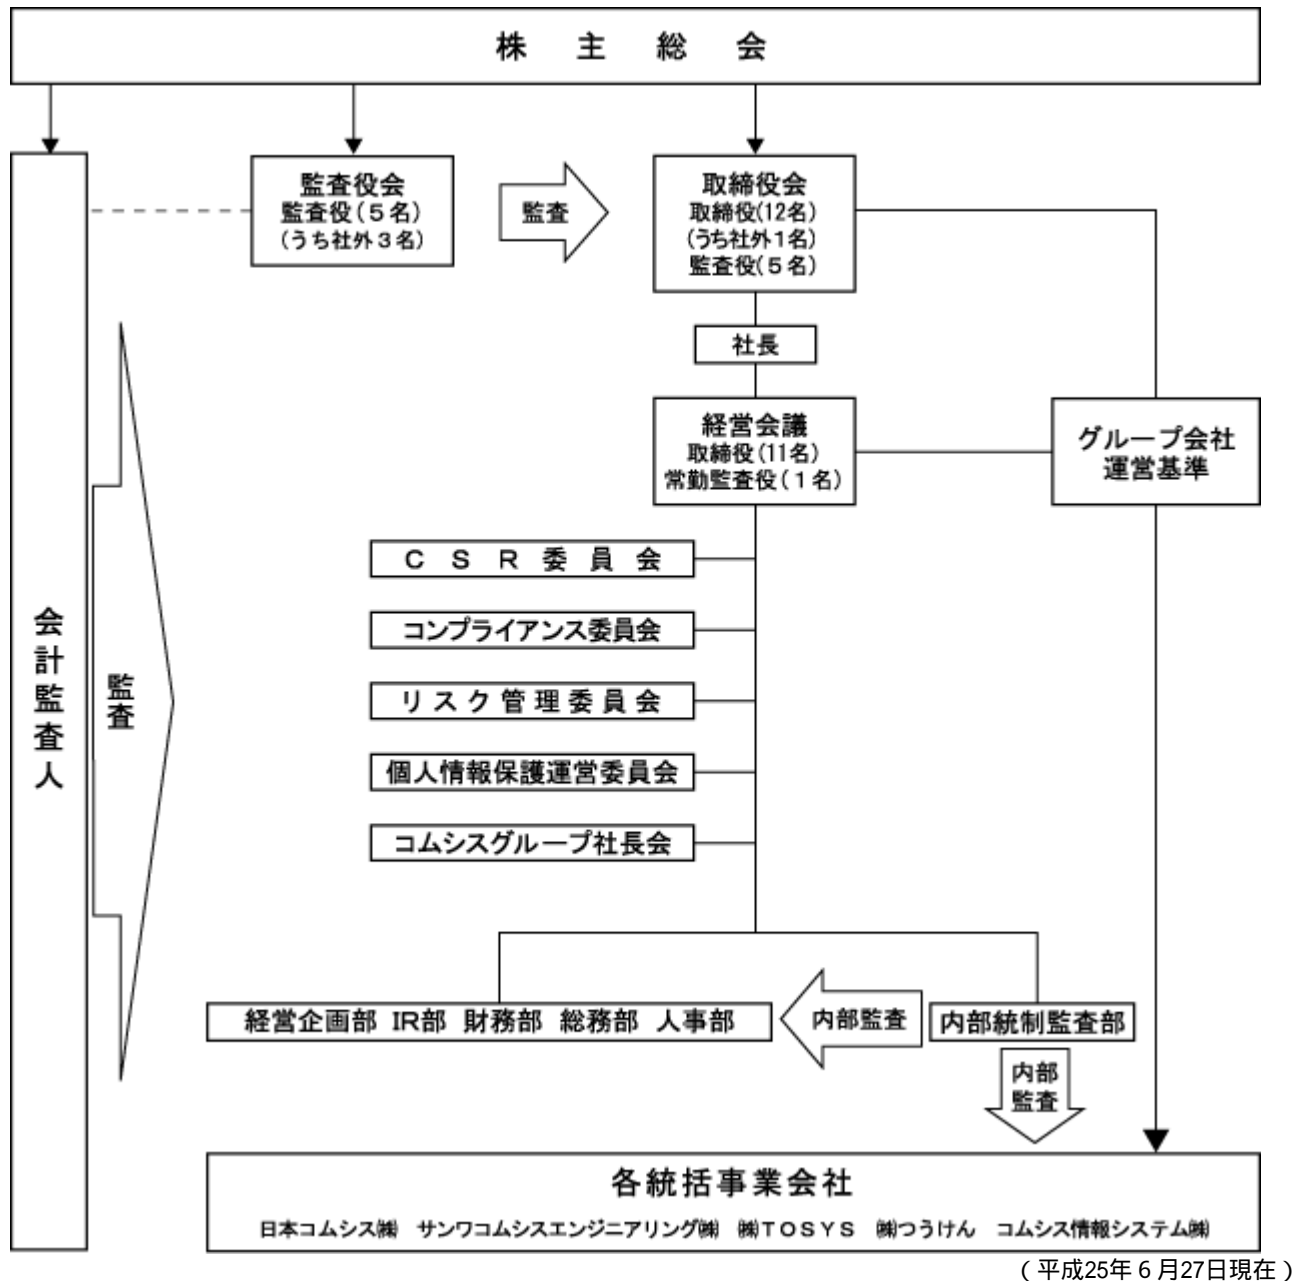 株主総会
監査役会
監査役(5名)
(うち社外3名)
監査
取締役会
取締役(12名)
(うち社外1名)
監査役(5名)
社長
経営会議
取締役(11名)
常勤監査役(1名)
グループ会社
運営基準
CSR委員会
コンプライアンス委員会
リスク管理委員会
個人情報保護運営委員会
コムシスグループ社長会
会計監査人
監査
経営企画部 IR部 財務部 総務部 人事部
内部監査
内部統制監査部
内部
監査
各統括事業会社
日本コムシス㈱ サンワコムシスエンジニアリング㈱ ㈱TOSYS ㈱つうけん コムシス情報システム㈱
(平成25年6月27日現在)